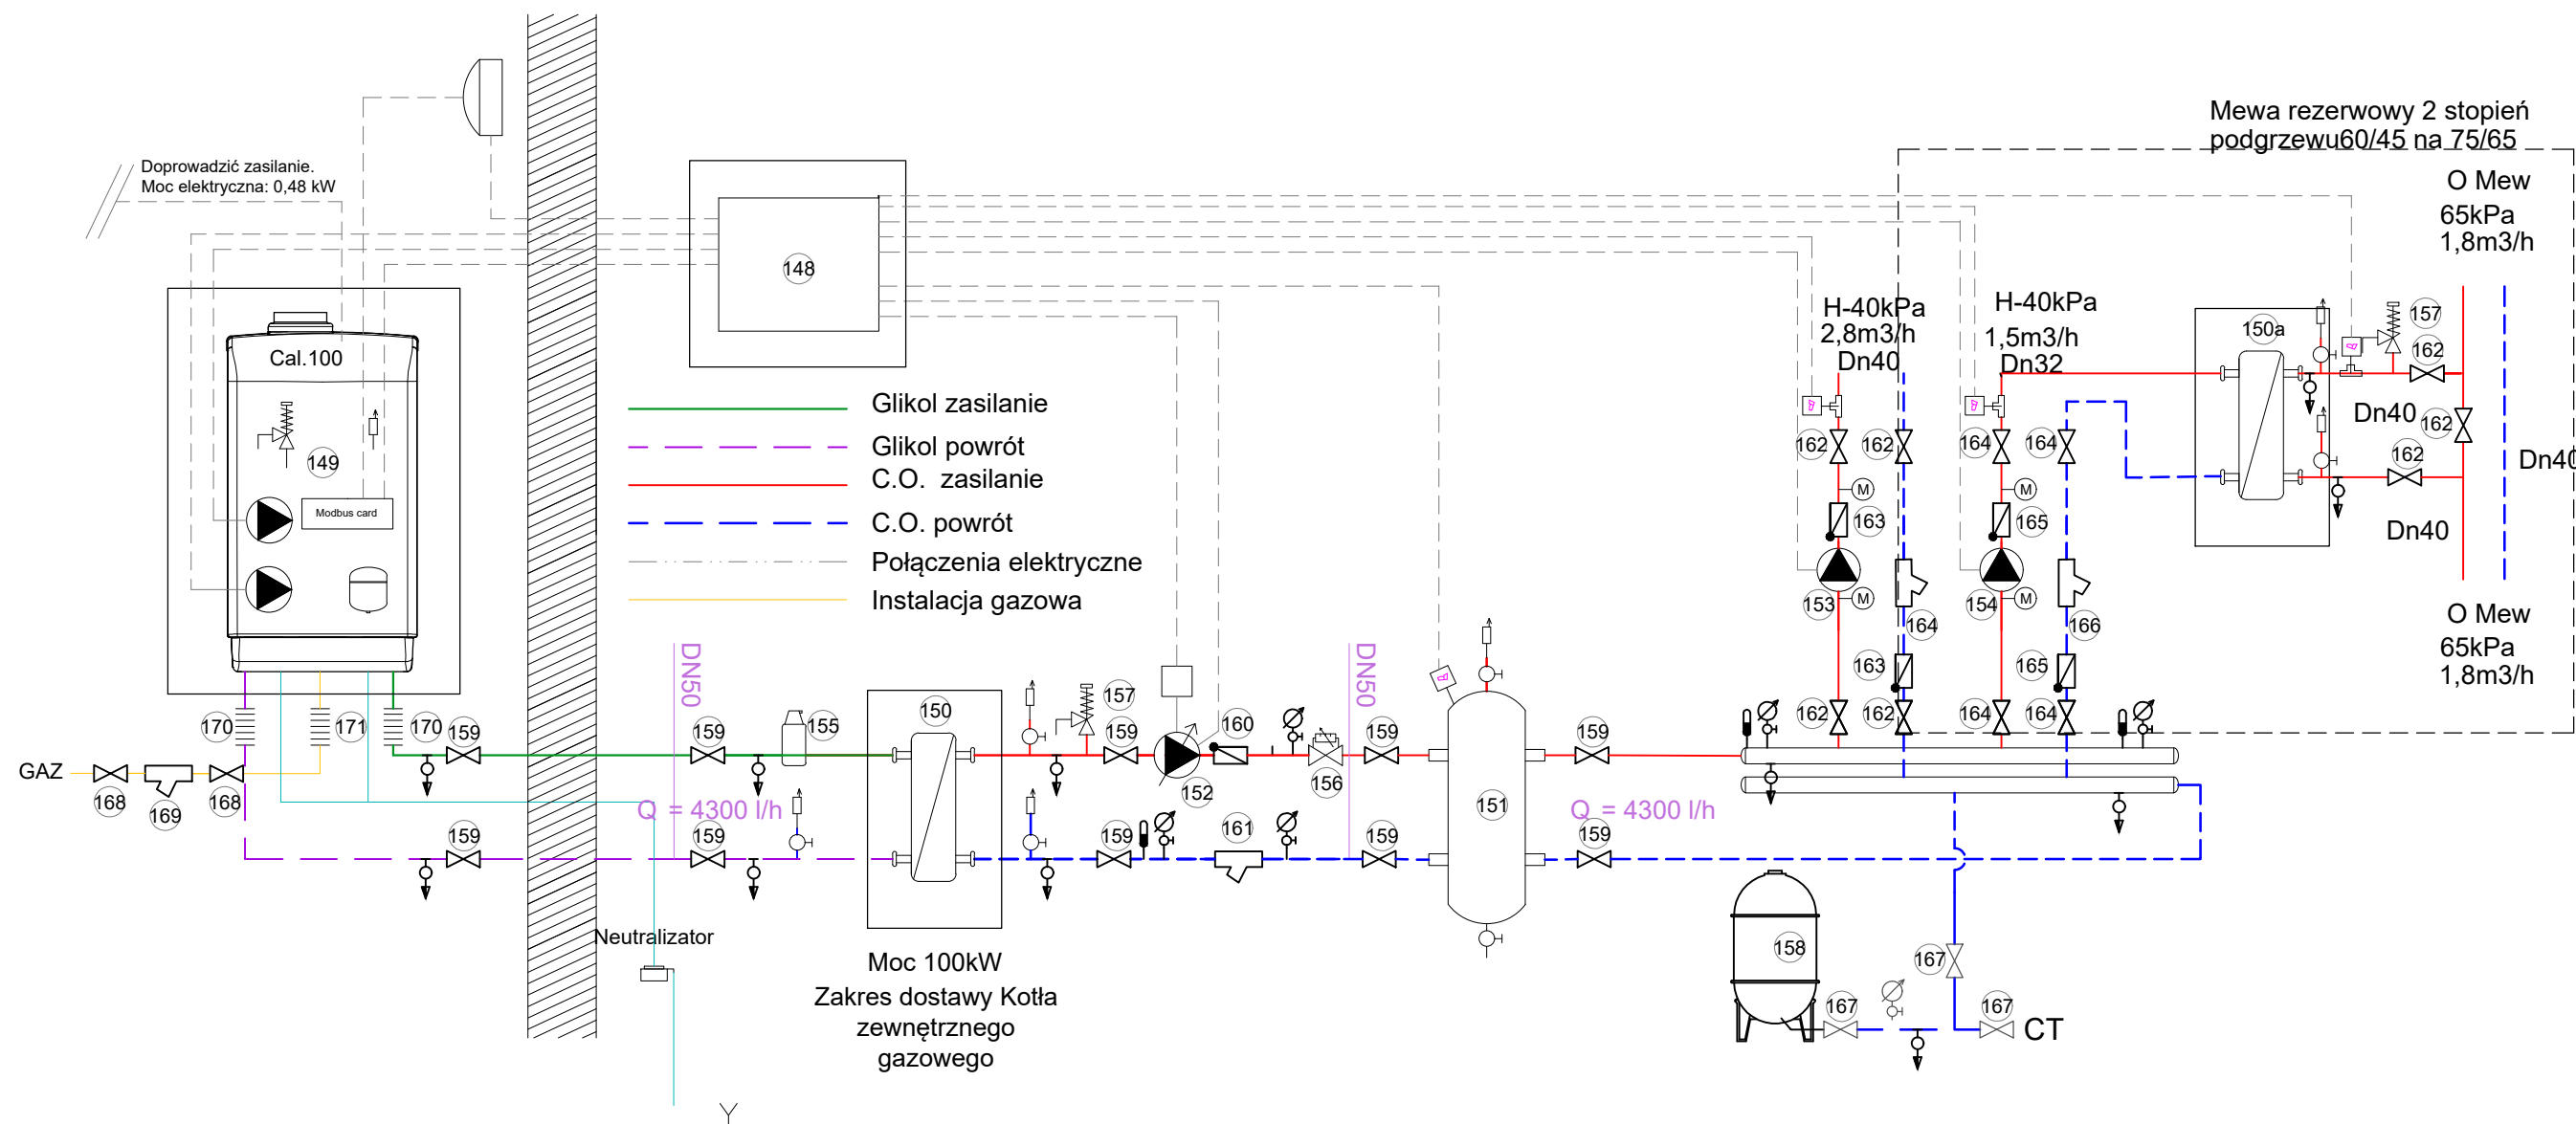 Mewa rezerwowy 2 stopień
podgrzewu60/45 na 75/65
O Mew
65kPa
1,8m3/h
Doprowadzić zasilanie.
Moc elektryczna: 0,48 kW
148
H-40kPa
2,8m3/h
Dn40
H-40kPa
1,5m3/h
Dn32
150a
157
162
Cal.100
149
Modbus card
Glikol zasilanie
Glikol powrót
C.O. zasilanie
C.O. powrót
Połączenia elektryczne
Instalacja gazowa
162
162
164
164
Dn40
162
162
Dn40
Dn40
M
M
163
165
153
M
154
M
164
166
O Mew
65kPa
1,8m3/h
163
165
DN50
DN50
170
171
170
159
159
155
150
157
159
160
159
159
162
162
164
164
GAZ
168
169
168
152
156
151
Q = 4300 l/h
Q = 4300 l/h
159
159
159
161
159
159
Neutralizator
158
167
167
167
CT
Moc 100kW
Zakres dostawy Kotła
zewnętrznego
gazowego